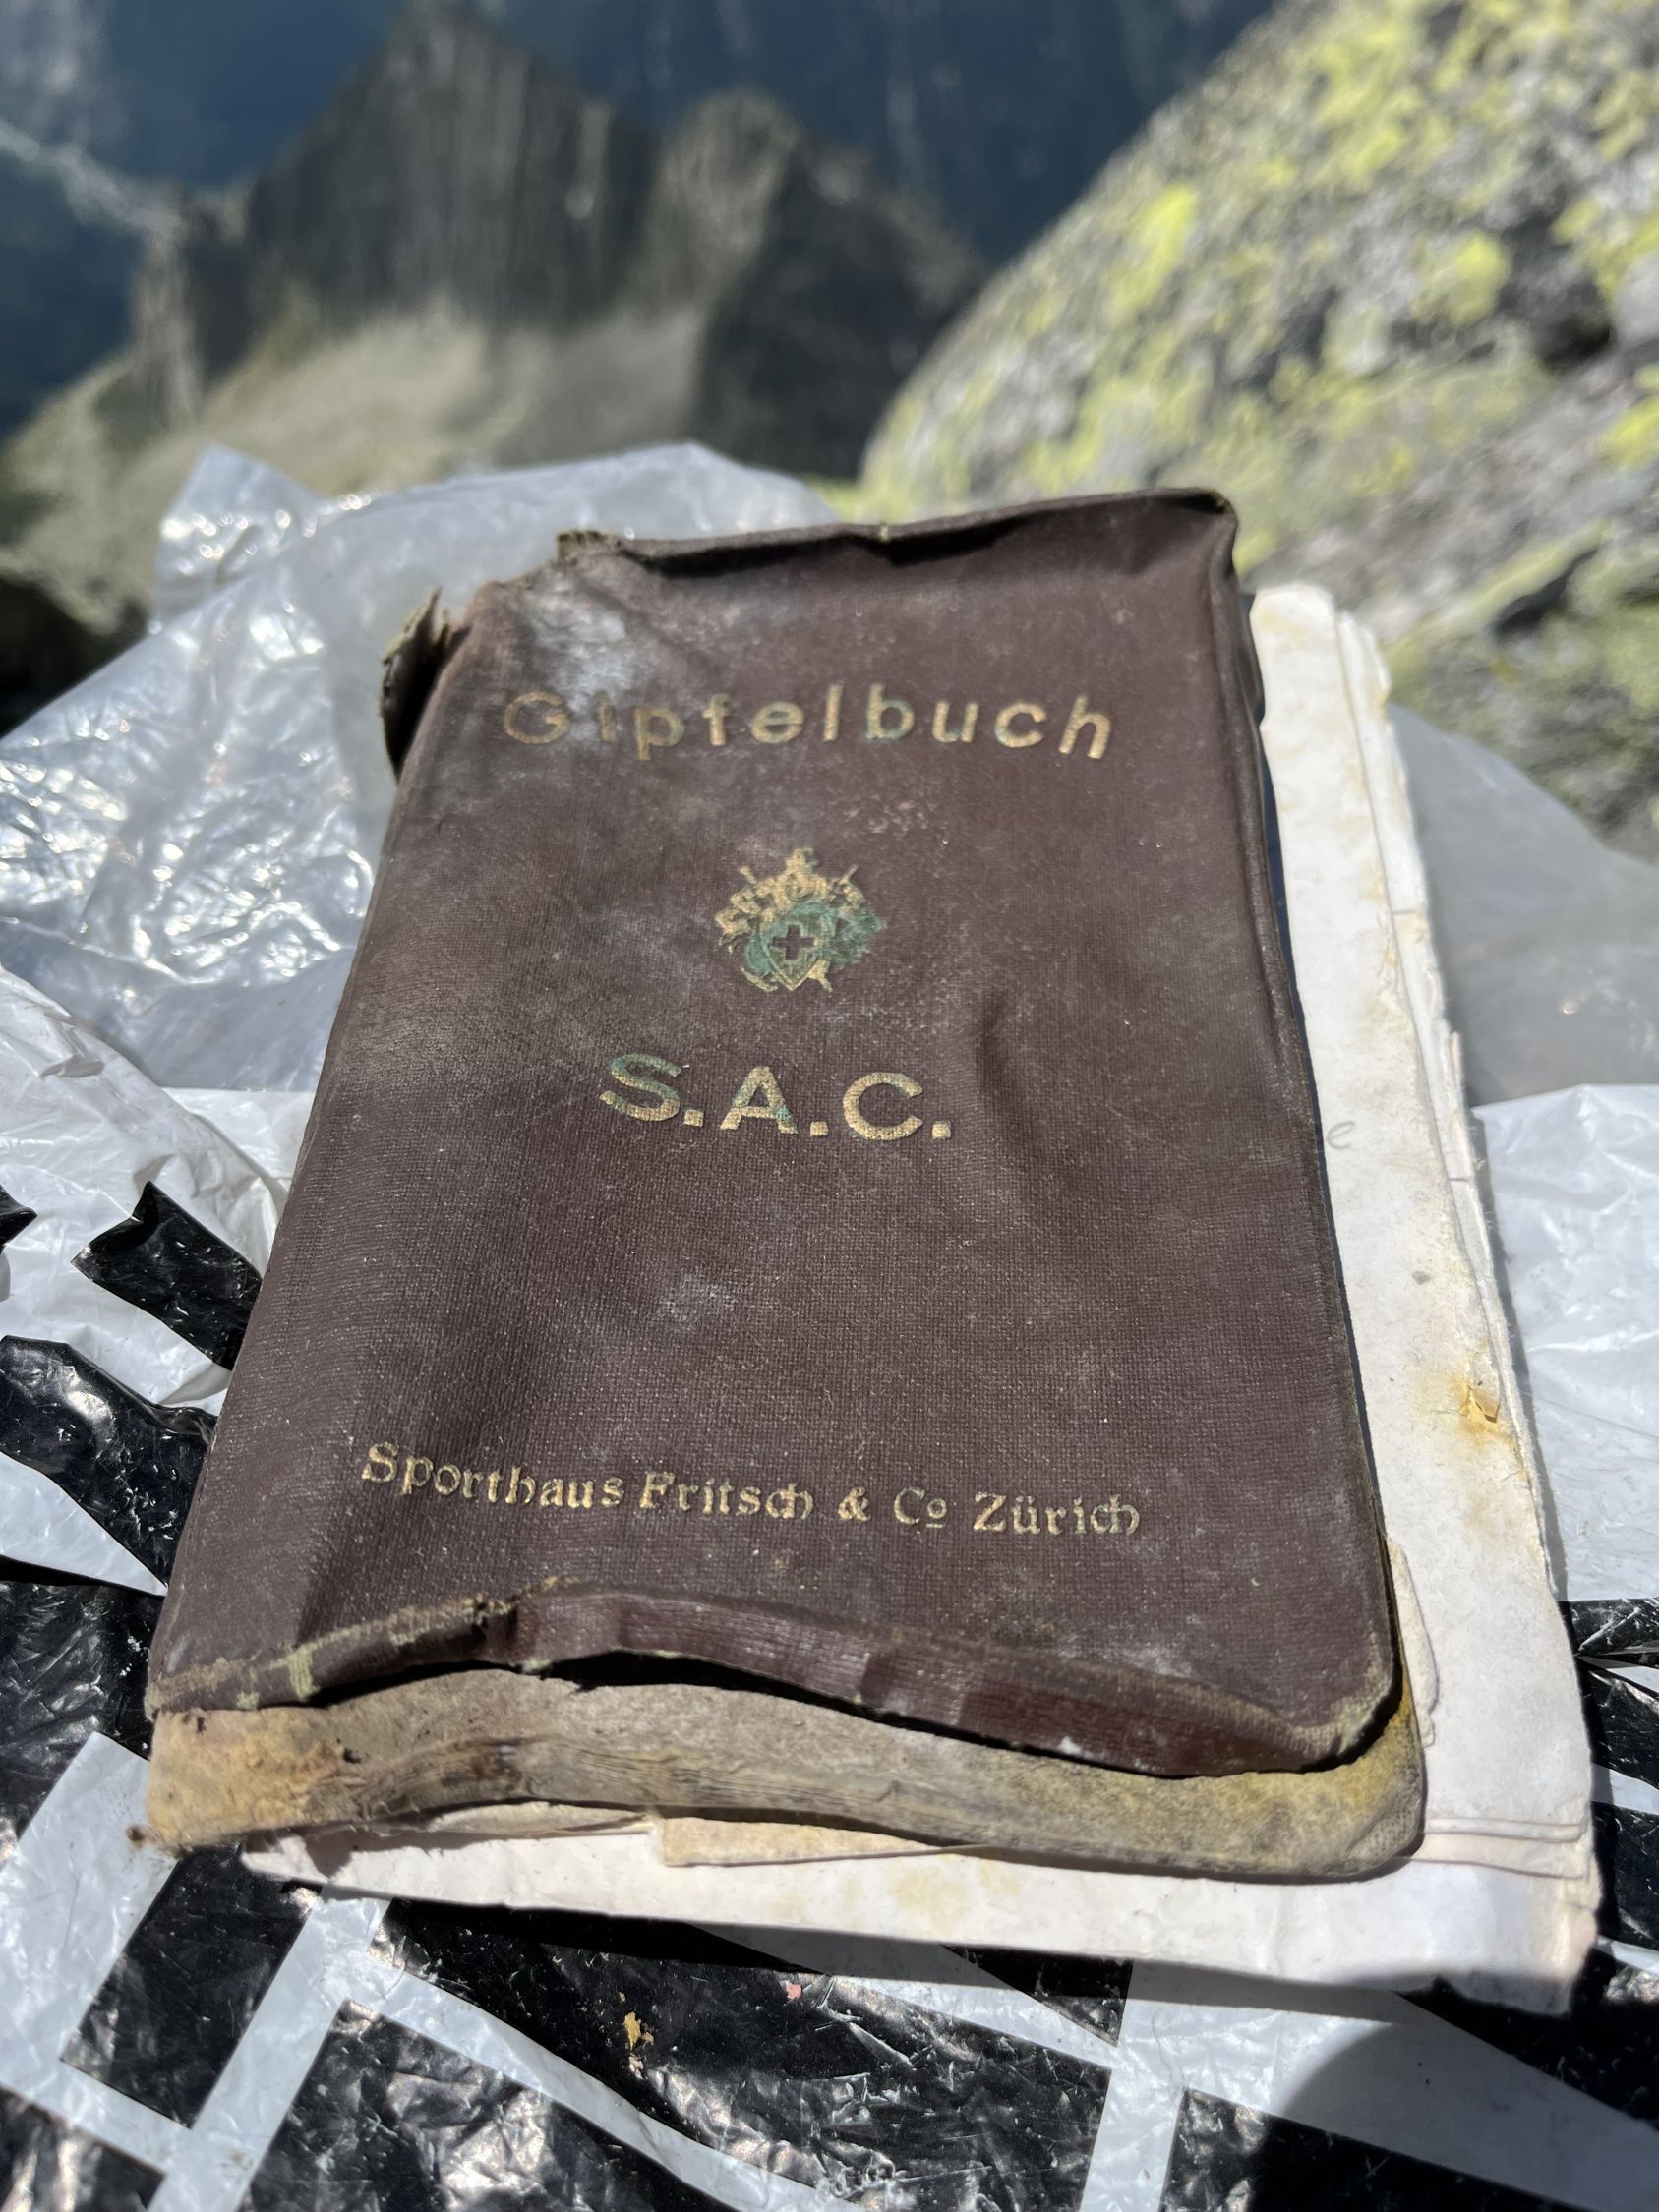 Gipfelbuch
S.A.C.
Sporthaus Fritsch & Cº Zürich